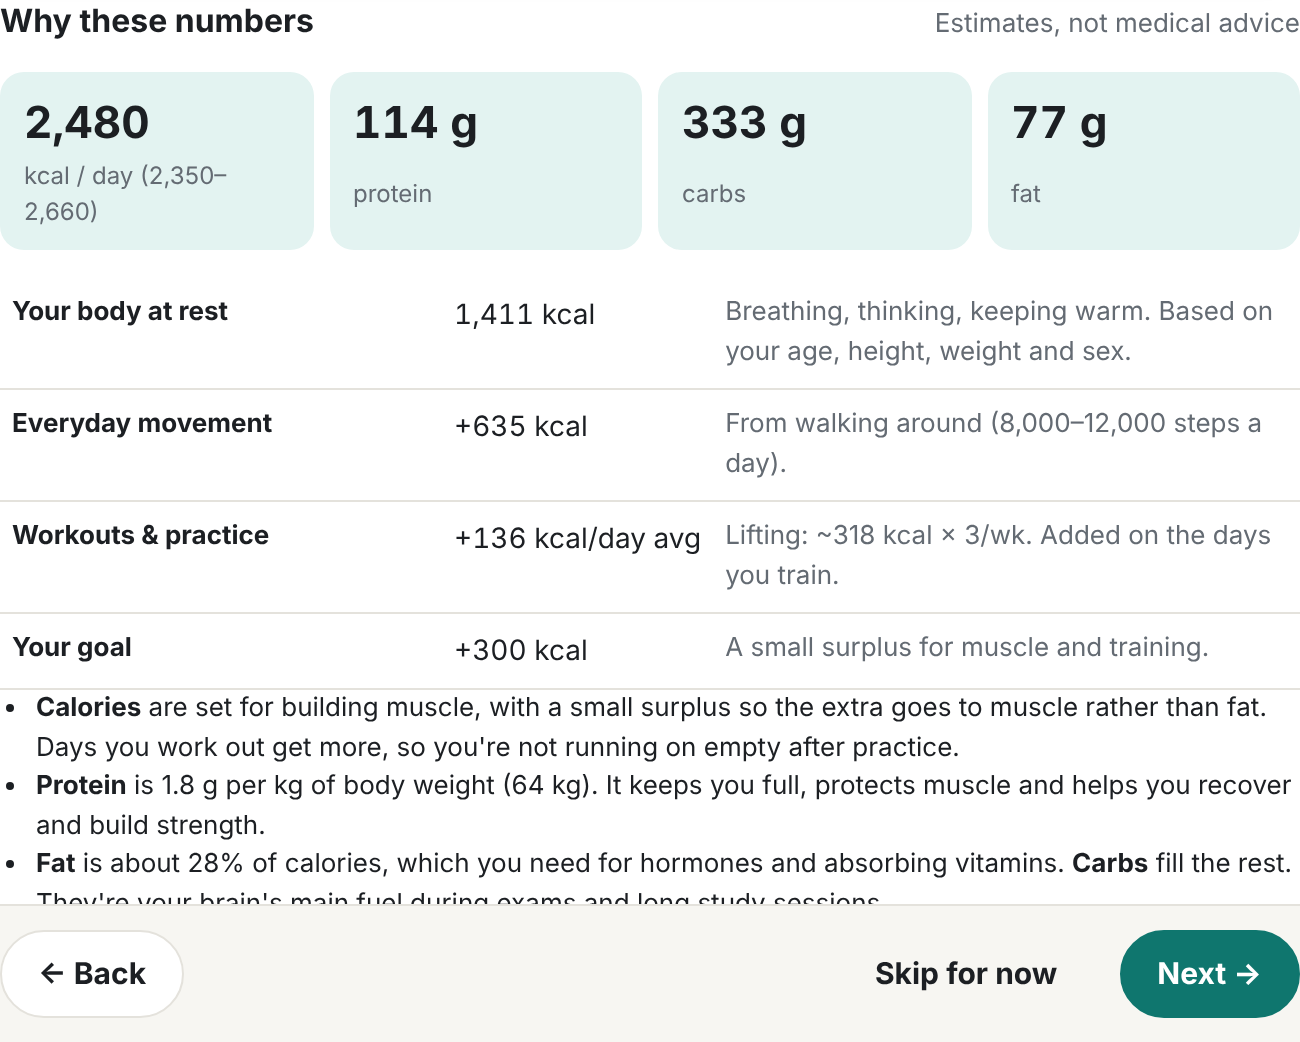 Why these numbers
Estimates, not medical advice
2,480
kcal / day (2,350–
2,660)
114 g
protein
333 g
carbs
77 g
fat
Your body at rest
1,411 kcal
Breathing, thinking, keeping warm. Based on
your age, height, weight and sex.
Everyday movement
+635 kcal
From walking around (8,000–12,000 steps a
day).
Workouts & practice
+136 kcal/day avg
Lifting: ~318 kcal × 3/wk. Added on the days
you train.
Your goal
+300 kcal
A small surplus for muscle and training.
• Calories are set for building muscle, with a small surplus so the extra goes to muscle rather than fat.
Days you work out get more, so you're not running on empty after practice.
• Protein is 1.8 g per kg of body weight (64 kg). It keeps you full, protects muscle and helps you recover
and build strength.
• Fat is about 28% of calories, which you need for hormones and absorbing vitamins. Carbs fill the rest.
They're your brain's main fuel during exams and long study sessions.
← Back
Skip for now
Next →